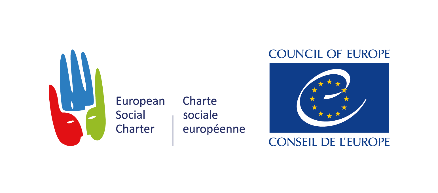 European
Social
Charter
Charte
sociale
européenne
COUNCIL OF EUROPE
CONSEIL DE L'EUROPE